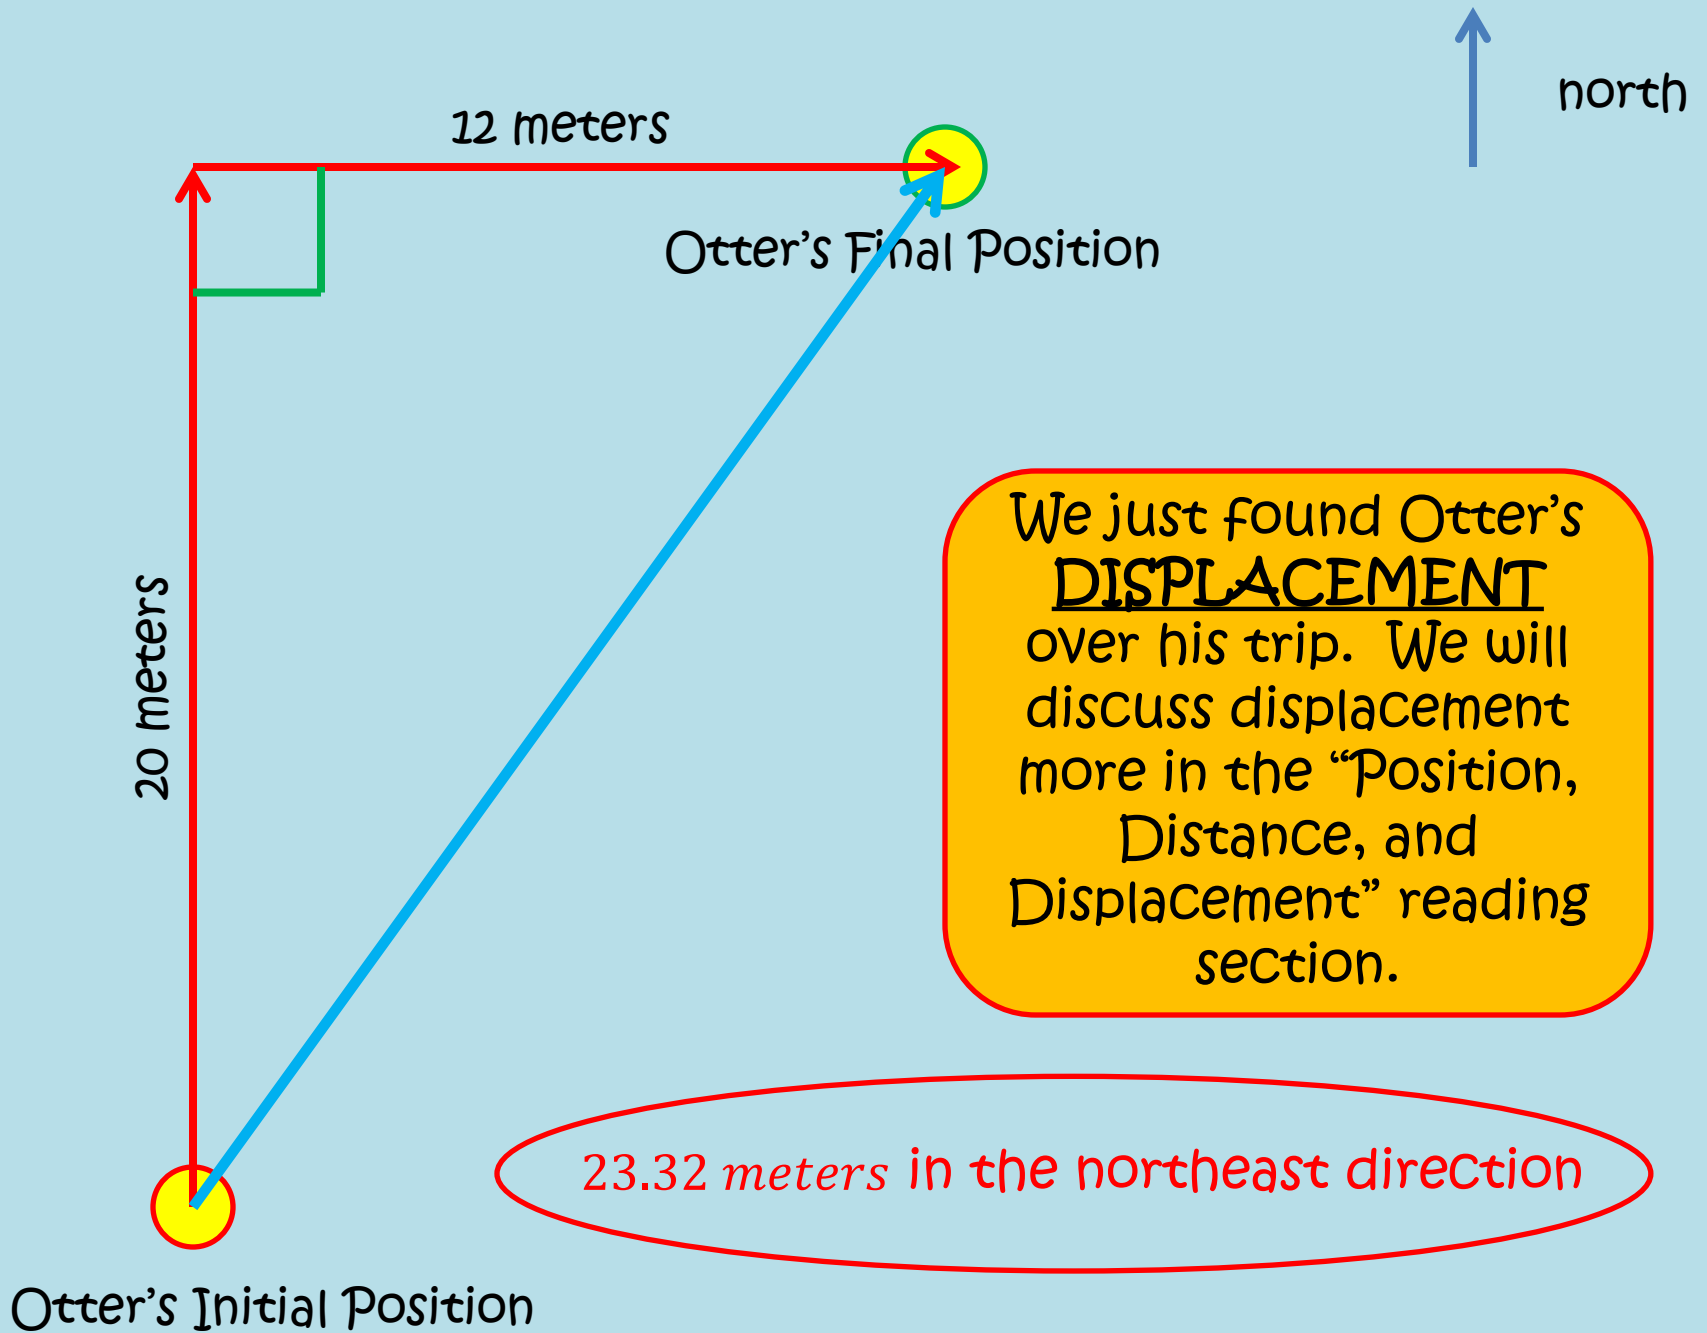 north
12 meters
Otter’s Final Position
20 meters
We just found Otter’s
DISPLACEMENT
over his trip. We will
discuss displacement
more in the “Position,
Distance, and
Displacement” reading
section.
23.32 meters in the northeast direction
Otter’s Initial Position